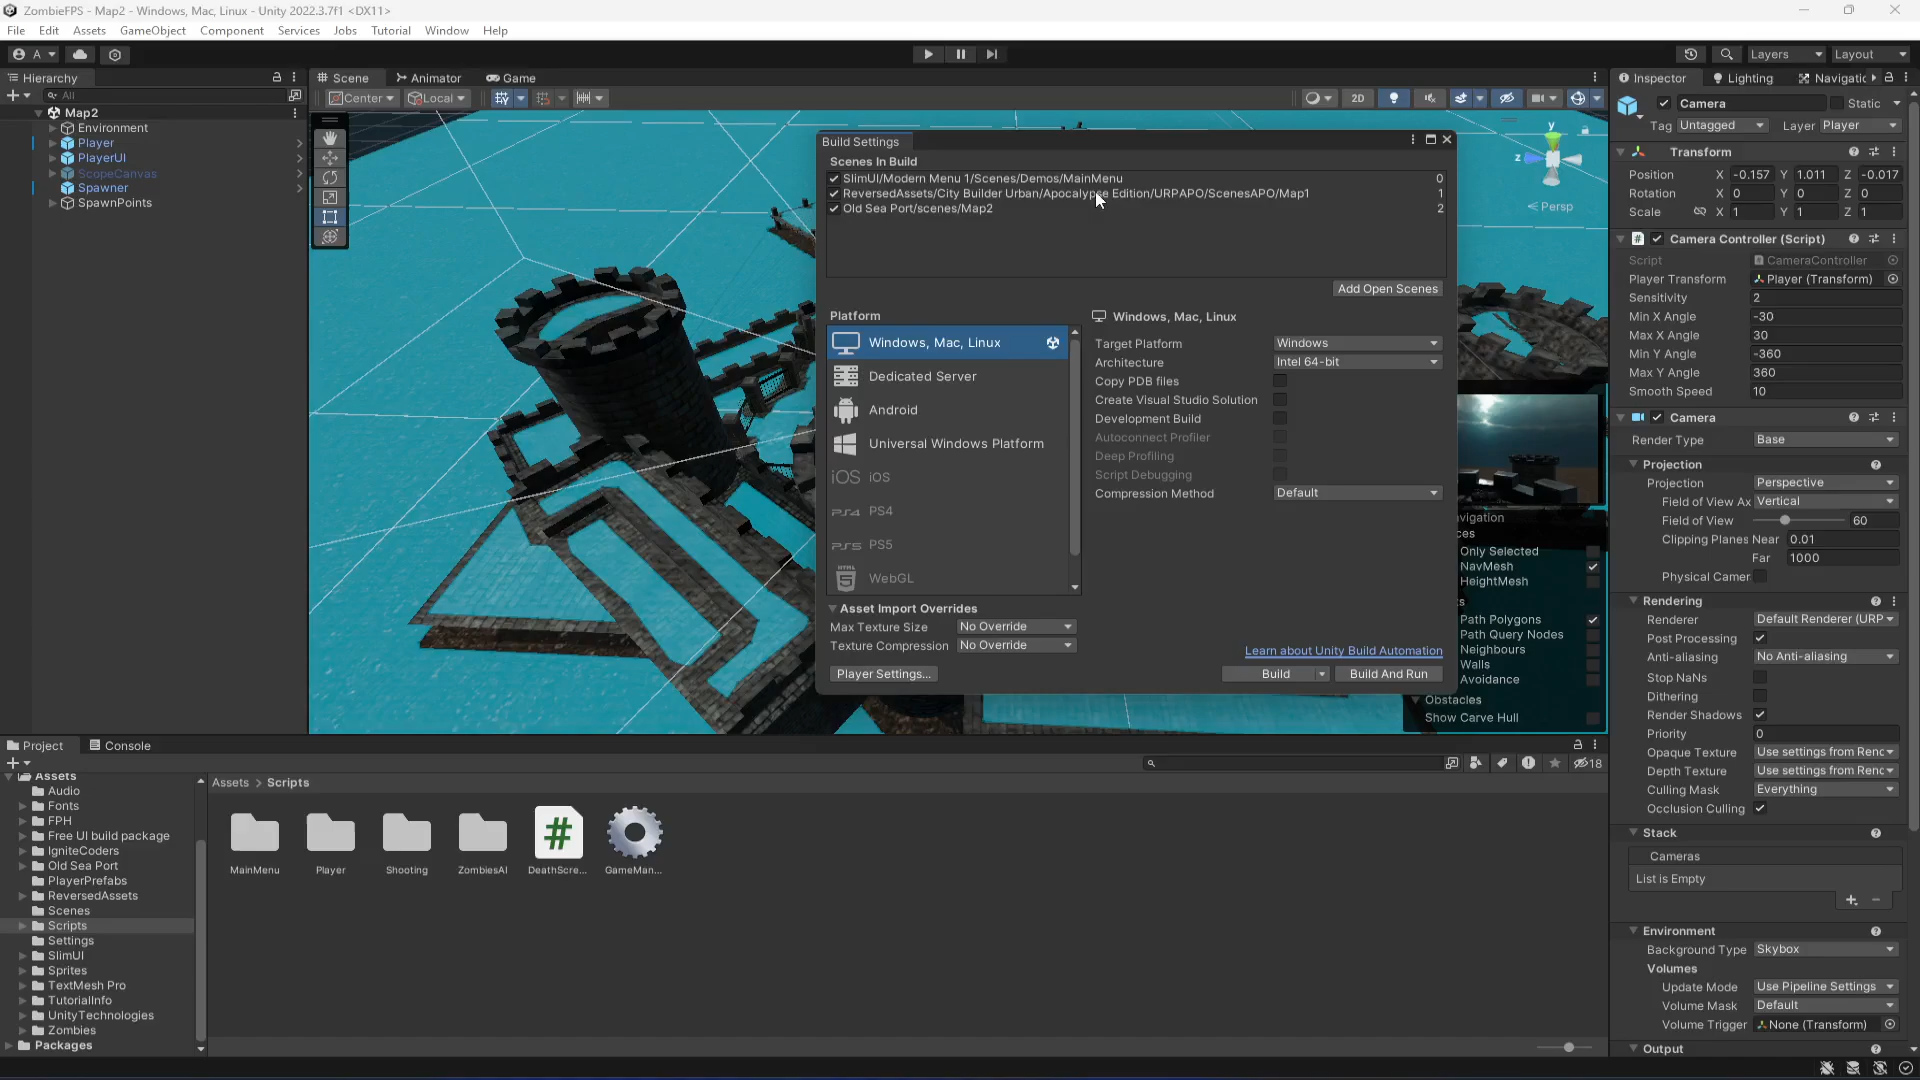 ZombieFPS - Map2 - Windows, Mac, Linux - Unity 2022.3.7f1 <DX11>
File Edit Assets GameObject Component Services Jobs Tutorial Window Help
A
Layers Layout
Hierarchy
Scene Animator Game
Inspector Lighting Navigatic
All
Center Local
2D
Map2
Environment
Player
PlayerUI
ScopeCanvas
Spawner
SpawnPoints
y
z
Persp
Build Settings
Scenes In Build
SlimUI/Modern Menu 1/Scenes/Demos/MainMenu 0
ReversedAssets/City Builder Urban/Apocalypse Edition/URPAPO/ScenesAPO/Map1 1
Old Sea Port/scenes/Map2 2
Add Open Scenes
Platform
Windows, Mac, Linux
Dedicated Server
Android
Universal Windows Platform
iOS iOS
PS4
PS5
HTML 5 WebGL
Windows, Mac, Linux
Target Platform Windows
Architecture Intel 64-bit
Copy PDB files
Create Visual Studio Solution
Development Build
Autoconnect Profiler
Deep Profiling
Script Debugging
Compression Method Default
Asset Import Overrides
Max Texture Size No Override
Texture Compression No Override
Learn about Unity Build Automation
Player Settings...
Build Build And Run
vigation
ces
Only Selected
NavMesh
HeightMesh
ts
Path Polygons
Path Query Nodes
Neighbours
Walls
Avoidance
Obstacles
Show Carve Hull
Camera Static
Tag Untagged Layer Player
Transform
Position X -0.157 Y 1.011 Z -0.017
Rotation X 0 Y 0 Z 0
Scale X 1 Y 1 Z 1
# Camera Controller (Script)
Script CameraController
Player Transform Player (Transform)
Sensitivity 2
Min X Angle -30
Max X Angle 30
Min Y Angle -360
Max Y Angle 360
Smooth Speed 10
Camera
Render Type Base
Projection
Projection Perspective
Field of View Ax Vertical
Field of View 60
Clipping Planes Near 0.01
Far 1000
Physical Camer
Rendering
Renderer Default Renderer (URP
Post Processing
Anti-aliasing No Anti-aliasing
Stop NaNs
Dithering
Render Shadows
Priority 0
Opaque Texture Use settings from Renc
Depth Texture Use settings from Renc
Culling Mask Everything
Occlusion Culling
Stack
Cameras
List is Empty
Environment
Background Type Skybox
Volumes
Update Mode Use Pipeline Settings
Volume Mask Default
Volume Trigger None (Transform)
Output
Project Console
18
Assets
Audio
Fonts
FPH
Free UI build package
IgniteCoders
Old Sea Port
PlayerPrefabs
ReversedAssets
Scenes
Scripts
Settings
SlimUI
Sprites
TextMesh Pro
TutorialInfo
UnityTechnologies
Zombies
Packages
Assets > Scripts
MainMenu Player Shooting ZombiesAI DeathScre... GameMan...